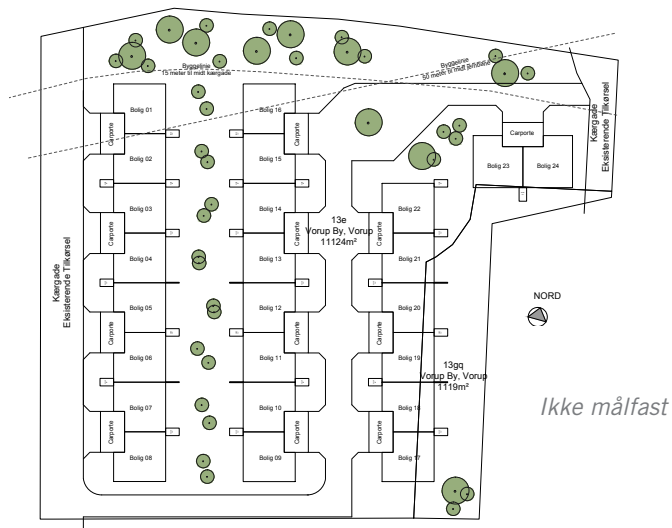 Byggelinie
15 meter til midt kærgade
Byggelinie
50 meter til midt jernbane
Kærgade
Eksisterende Tilkørsel
Carporte
Bolig 23
Bolig 24
Bolig 01
Carporte
Bolig 02
Bolig 03
Carporte
Bolig 04
Bolig 05
Carporte
Bolig 06
Bolig 07
Carporte
Bolig 08
Kærgade
Eksisterende Tilkørsel
Bolig 16
Carporte
Bolig 15
Bolig 14
Carporte
Bolig 13
Bolig 12
Carporte
Bolig 11
Bolig 10
Carporte
Bolig 09
13e
Vorup By, Vorup
11124m²
Bolig 22
Carporte
Bolig 21
Bolig 20
Carporte
Bolig 19
Bolig 18
Carporte
Bolig 17
13gq
Vorup By, Vorup
1119m²
NORD
Ikke målfast